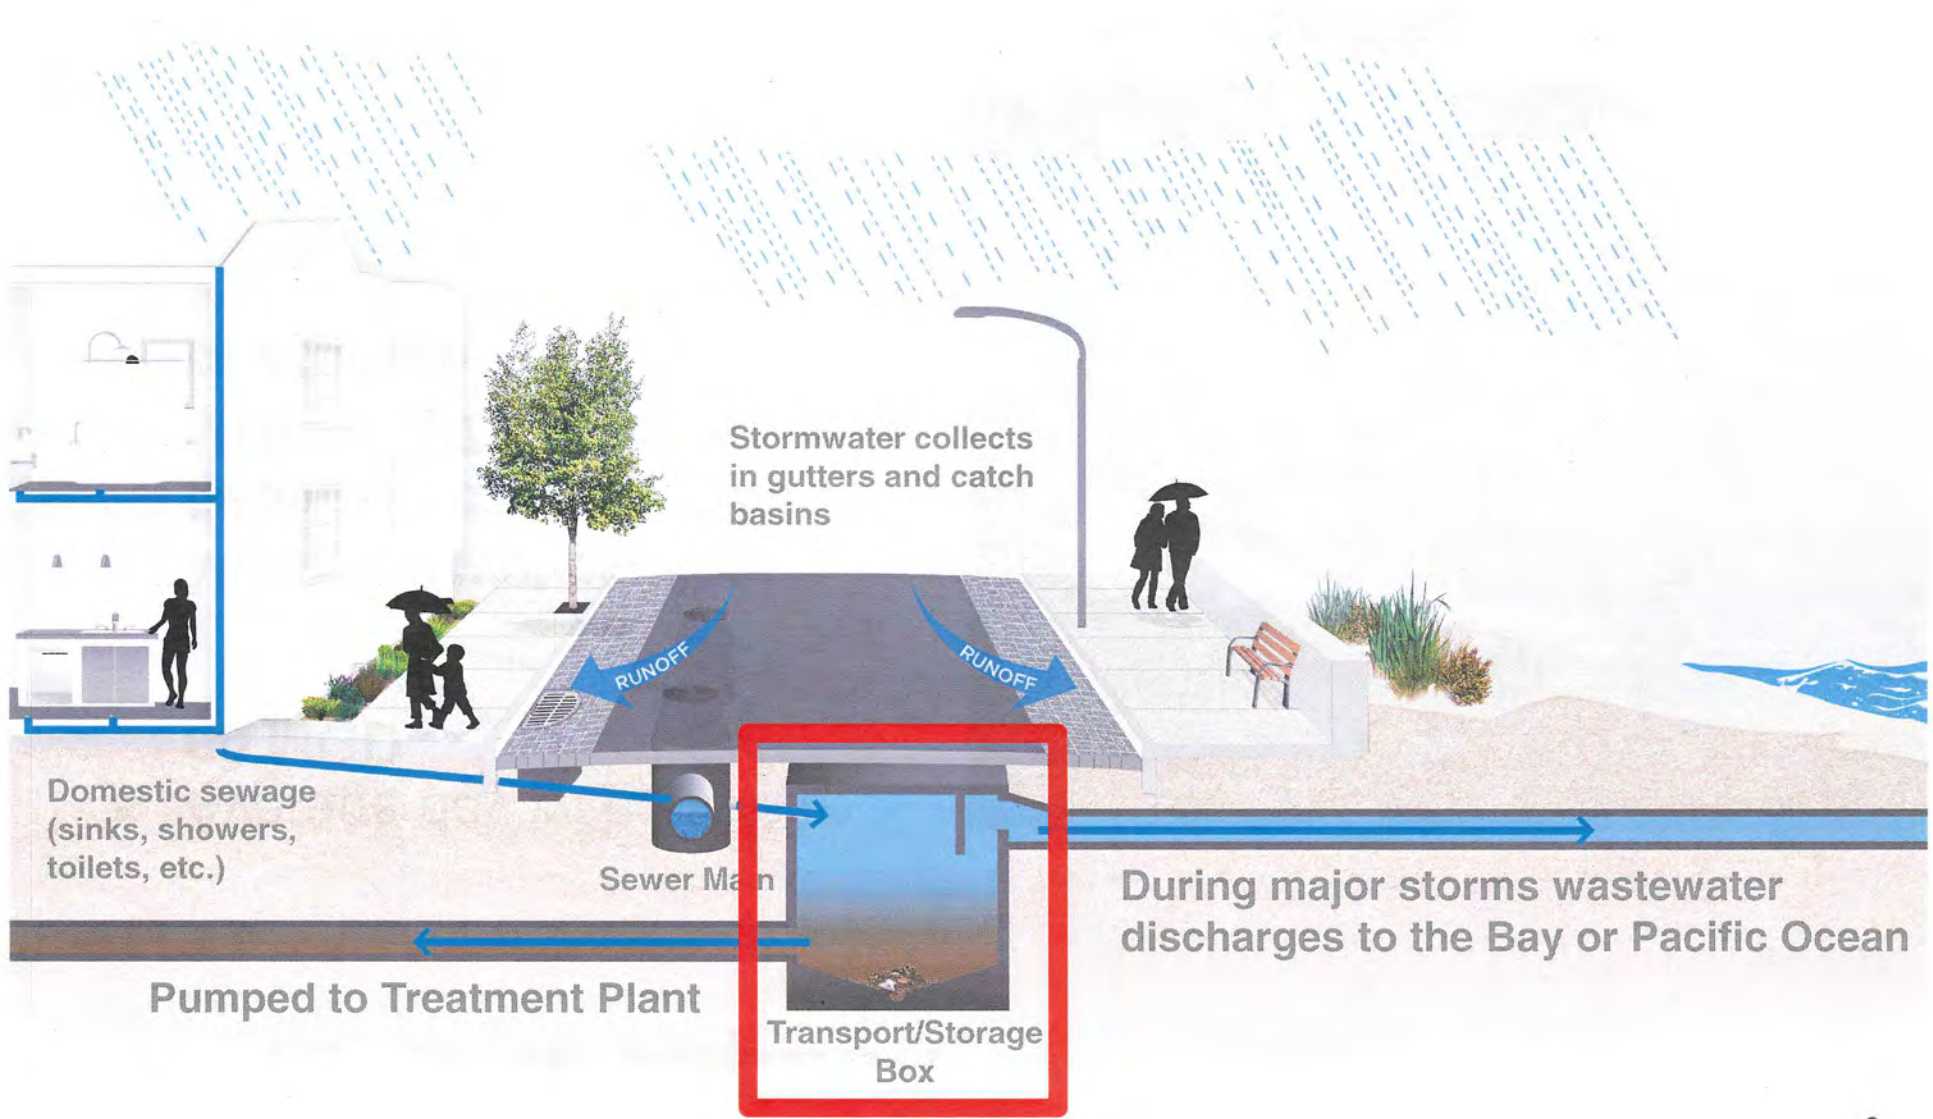 Stormwater collects
in gutters and catch
basins
RUNOFF
RUNOFF
Domestic sewage
(sinks, showers,
toilets, etc.)
Sewer Main
During major storms wastewater
discharges to the Bay or Pacific Ocean
Pumped to Treatment Plant
Transport/Storage
Box